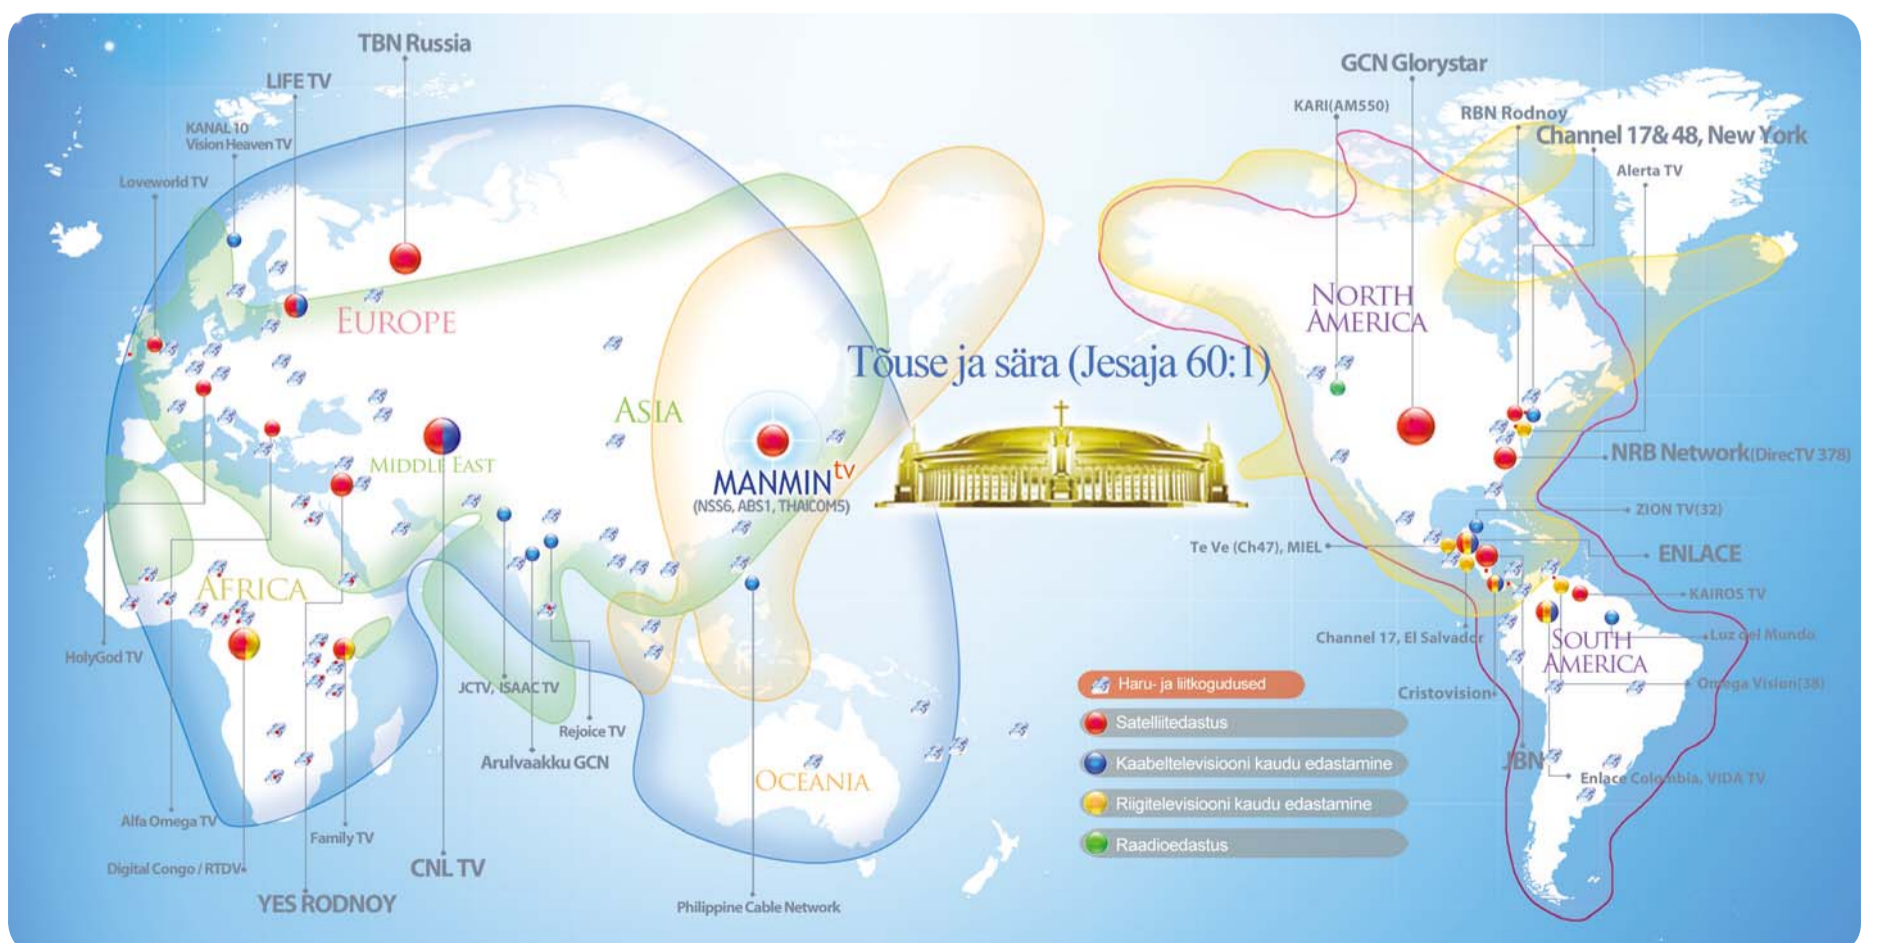 TBN Russia
LIFE TV
KANAL 10
Vision Heaven TV
Loveworld TV
GCN Glorystar
KARI(AM550)
RBN Rodnoy
Channel 17& 48, New York
Alerta TV
EUROPE
NORTH
AMERICA
Tõuse ja sära (Jesaja 60:1)
ASIA
MIDDLE EAST
MANMIN tv
(NSS6, ABS1, THAICOM5)
NRB Network(DirecTV 378)
ZION TV(32)
Te Ve (Ch47), MIEL
ENLACE
AFRICA
KAIROS TV
Channel 17, El Salvador
Luz del Mundo
SOUTH
AMERICA
HolyGod TV
JCTV, ISAAC TV
Haru- ja liitkogudused
Cristovision
Omega Vision(38)
Satelliitedastus
Rejoice TV
Arulvaakku GCN
Kaabeltelevisiooni kaudu edastamine
JBN
OCEANIA
Enlace Colombia, VIDA TV
Riigitelevisiooni kaudu edastamine
Alfa Omega TV
Family TV
Raadioedastus
Digital Congo / RTDV
CNL TV
YES RODNOY
Philippine Cable Network